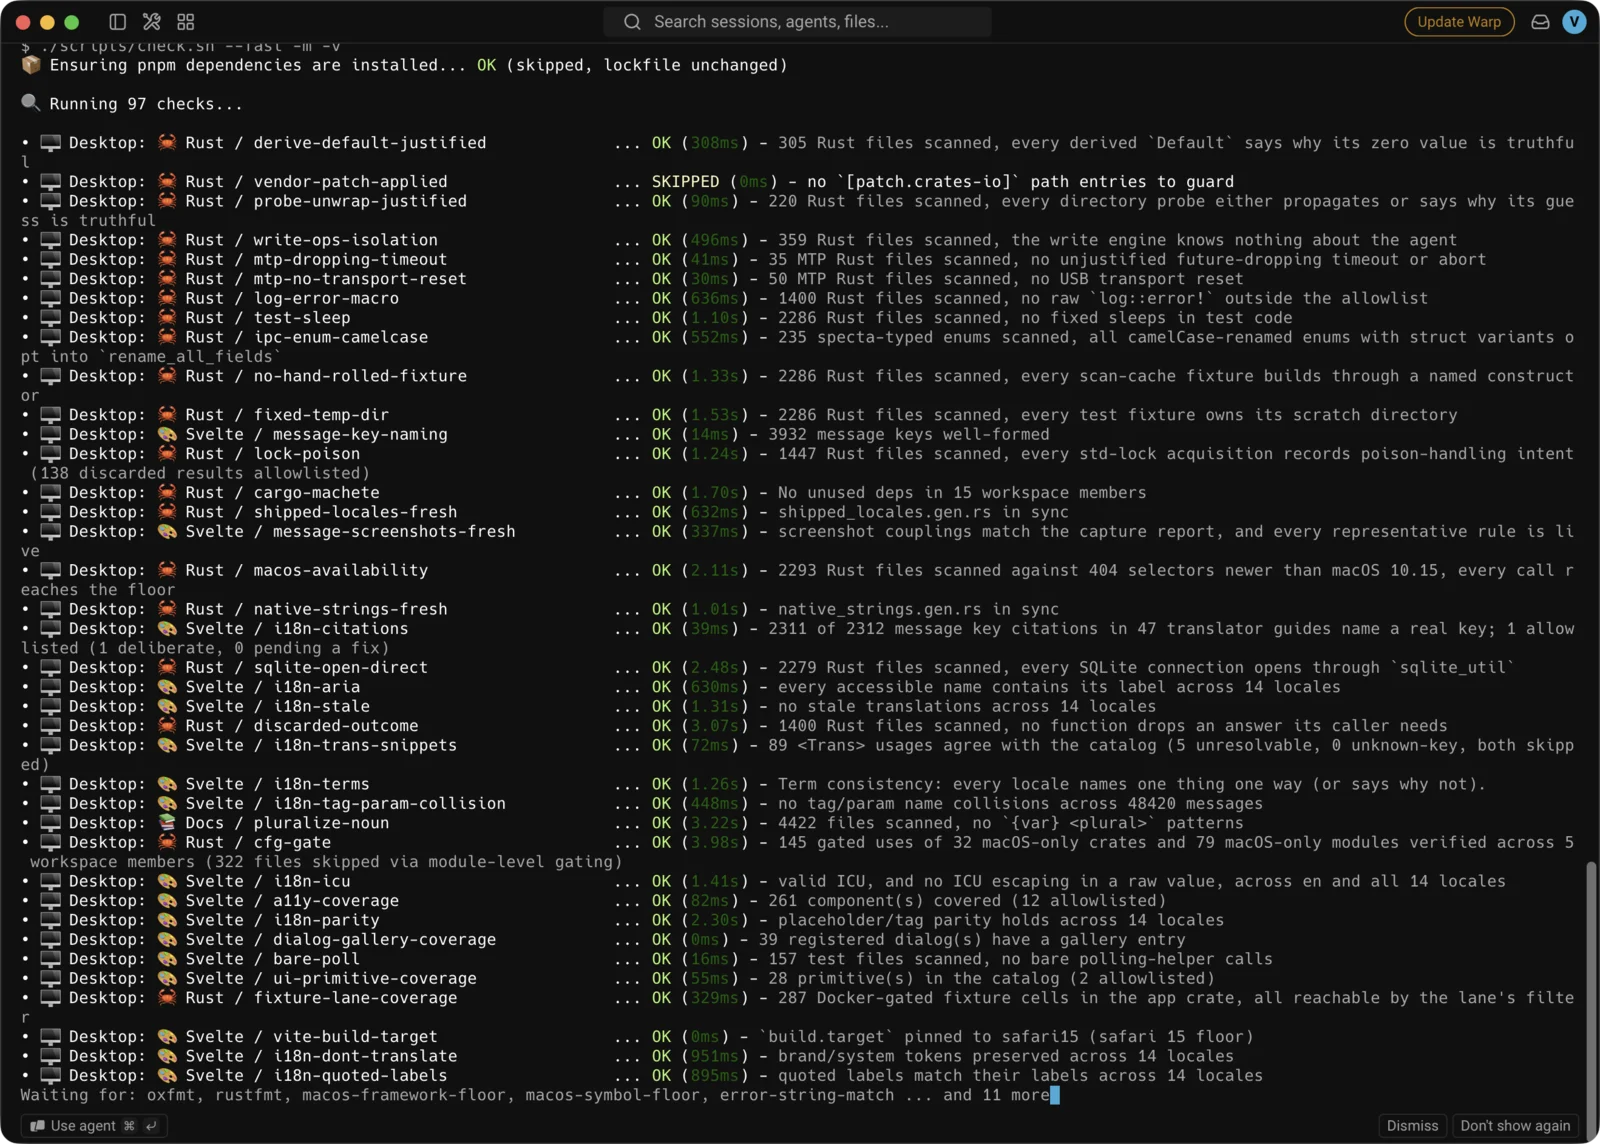 Search sessions, agents, files...
Update Warp
V
$ ./scripts/check.sh --fast -m -v
Ensuring pnpm dependencies are installed... OK (skipped, lockfile unchanged)
Running 97 checks...
• Desktop: Rust / derive-default-justified ... OK (308ms) - 305 Rust files scanned, every derived `Default` says why its zero value is truthfu
l
• Desktop: Rust / vendor-patch-applied ... SKIPPED (0ms) - no `[patch.crates-io]` path entries to guard
• Desktop: Rust / probe-unwrap-justified ... OK (90ms) - 220 Rust files scanned, every directory probe either propagates or says why its gue
ss is truthful
• Desktop: Rust / write-ops-isolation ... OK (496ms) - 359 Rust files scanned, the write engine knows nothing about the agent
• Desktop: Rust / mtp-dropping-timeout ... OK (41ms) - 35 MTP Rust files scanned, no unjustified future-dropping timeout or abort
• Desktop: Rust / mtp-no-transport-reset ... OK (30ms) - 50 MTP Rust files scanned, no USB transport reset
• Desktop: Rust / log-error-macro ... OK (636ms) - 1400 Rust files scanned, no raw `log::error!` outside the allowlist
• Desktop: Rust / test-sleep ... OK (1.10s) - 2286 Rust files scanned, no fixed sleeps in test code
• Desktop: Rust / ipc-enum-camelcase ... OK (552ms) - 235 specta-typed enums scanned, all camelCase-renamed enums with struct variants o
pt into `rename_all_fields`
• Desktop: Rust / no-hand-rolled-fixture ... OK (1.33s) - 2286 Rust files scanned, every scan-cache fixture builds through a named construct
or
• Desktop: Rust / fixed-temp-dir ... OK (1.53s) - 2286 Rust files scanned, every test fixture owns its scratch directory
• Desktop: Svelte / message-key-naming ... OK (14ms) - 3932 message keys well-formed
• Desktop: Rust / lock-poison ... OK (1.24s) - 1447 Rust files scanned, every std-lock acquisition records poison-handling intent
(138 discarded results allowlisted)
• Desktop: Rust / cargo-machete ... OK (1.70s) - No unused deps in 15 workspace members
• Desktop: Rust / shipped-locales-fresh ... OK (632ms) - shipped_locales.gen.rs in sync
• Desktop: Svelte / message-screenshots-fresh ... OK (337ms) - screenshot couplings match the capture report, and every representative rule is li
ve
• Desktop: Rust / macos-availability ... OK (2.11s) - 2293 Rust files scanned against 404 selectors newer than macOS 10.15, every call r
eaches the floor
• Desktop: Rust / native-strings-fresh ... OK (1.01s) - native_strings.gen.rs in sync
• Desktop: Svelte / i18n-citations ... OK (39ms) - 2311 of 2312 message key citations in 47 translator guides name a real key; 1 allow
listed (1 deliberate, 0 pending a fix)
• Desktop: Rust / sqlite-open-direct ... OK (2.48s) - 2279 Rust files scanned, every SQLite connection opens through `sqlite_util`
• Desktop: Svelte / i18n-aria ... OK (630ms) - every accessible name contains its label across 14 locales
• Desktop: Svelte / i18n-stale ... OK (1.31s) - no stale translations across 14 locales
• Desktop: Rust / discarded-outcome ... OK (3.07s) - 1400 Rust files scanned, no function drops an answer its caller needs
• Desktop: Svelte / i18n-trans-snippets ... OK (72ms) - 89 <Trans> usages agree with the catalog (5 unresolvable, 0 unknown-key, both skipp
ed)
• Desktop: Svelte / i18n-terms ... OK (1.26s) - Term consistency: every locale names one thing one way (or says why not).
• Desktop: Svelte / i18n-tag-param-collision ... OK (448ms) - no tag/param name collisions across 48420 messages
• Desktop: Docs / pluralize-noun ... OK (3.22s) - 4422 files scanned, no `{var} <plural>` patterns
• Desktop: Rust / cfg-gate ... OK (3.98s) - 145 gated uses of 32 macOS-only crates and 79 macOS-only modules verified across 5
workspace members (322 files skipped via module-level gating)
• Desktop: Svelte / i18n-icu ... OK (1.41s) - valid ICU, and no ICU escaping in a raw value, across en and all 14 locales
• Desktop: Svelte / a11y-coverage ... OK (82ms) - 261 component(s) covered (12 allowlisted)
• Desktop: Svelte / i18n-parity ... OK (2.30s) - placeholder/tag parity holds across 14 locales
• Desktop: Svelte / dialog-gallery-coverage ... OK (0ms) - 39 registered dialog(s) have a gallery entry
• Desktop: Svelte / bare-poll ... OK (16ms) - 157 test files scanned, no bare polling-helper calls
• Desktop: Svelte / ui-primitive-coverage ... OK (55ms) - 28 primitive(s) in the catalog (2 allowlisted)
• Desktop: Rust / fixture-lane-coverage ... OK (329ms) - 287 Docker-gated fixture cells in the app crate, all reachable by the lane's filte
r
• Desktop: Svelte / vite-build-target ... OK (0ms) - `build.target` pinned to safari15 (safari 15 floor)
• Desktop: Svelte / i18n-dont-translate ... OK (951ms) - brand/system tokens preserved across 14 locales
• Desktop: Svelte / i18n-quoted-labels ... OK (895ms) - quoted labels match their labels across 14 locales
Waiting for: oxfmt, rustfmt, macos-framework-floor, macos-symbol-floor, error-string-match ... and 11 more
Use agent ⌘ ↵
Dismiss
Don't show again